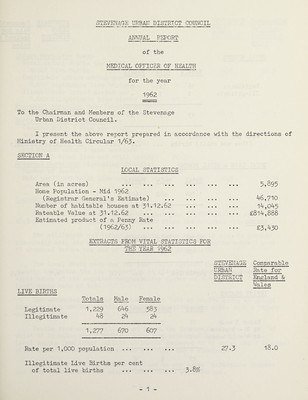 STEVENAGE URBAN DISTRICT COUNCIL
ANNUAL REPORT
of the
MEDICAL OFFICER OF HEALTH
for the year
1962
To the Chairman and Members of the Stevenage
Urban District Council.
I present the above report prepared in accordance with the directions of
Ministry of Health Circular 1/63.
SECTION A
LOCAL STATISTICS
Area (in acres) ... ... ... ... ... ... 5,895
Home Population - Mid 1962
(Registrar General's Estimate) ... ... ... ... 46,710
Number of habitable houses at 31.12.62 ... ... ... 14,045
Rateable Value at 31.12.62 ... ... ... ... ... £814,888
Estimated product of a Penny Rate
(1962/63) ... ... ... ... ... ... £3,430
EXTRACTS FROM VITAL STATISTICS FOR
THE YEAR 1962
STEVENAGE Comparable
URBAN Rate for
DISTRICT England &
Wales
LIVE BIRTHS
Totals Male Female
Legitimate 1,229 646 583
Illegitimate 48 24 24
1,277 670 607
Rate per 1,000 population ... ... ... 27.3 18.0
Illegitimate Live Births per cent
of total live births ... ... ... 3.8%
- 1 -